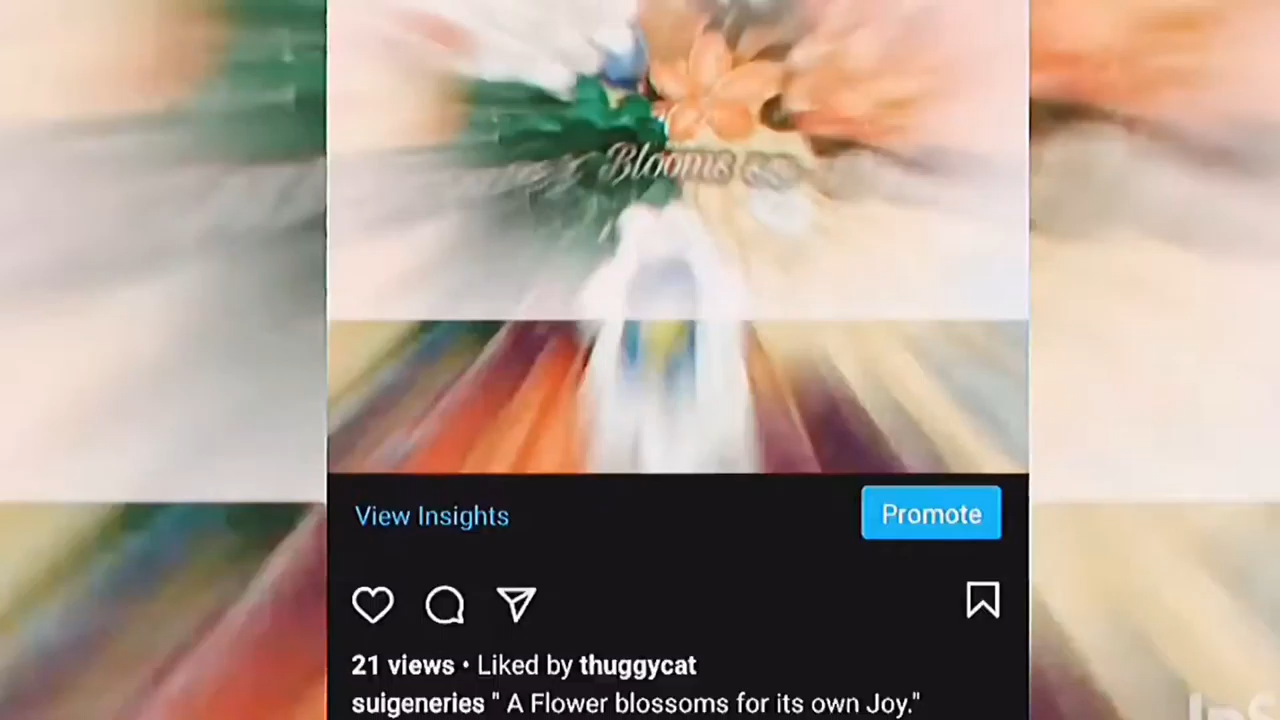 Blooms
View Insights
Promote
21 views • Liked by thuggycat
suigeneries " A Flower blossoms for its own Joy."